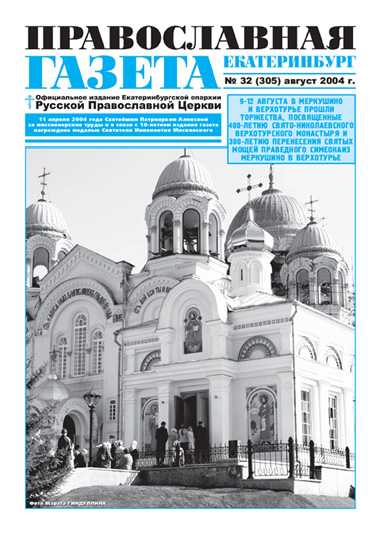 ПРАВОСЛАВНАЯ
ГАЗЕТА
ЕКАТЕРИНБУРГ
№ 32 (305) август 2004 г.
Официальное издание Екатеринбургской епархии
Русской Православной Церкви
11 апреля 2004 года Святейшим Патриархом Алексием
за миссионерские труды и в связи с 10-летием издания газета
награждена медалью Святителя Иннокентия Московского
9-12 АВГУСТА В МЕРКУШИНО
И ВЕРХОТУРЬЕ ПРОШЛИ
ТОРЖЕСТВА, ПОСВЯЩЕННЫЕ
400-ЛЕТИЮ СВЯТО-НИКОЛАЕВСКОГО
ВЕРХОТУРСКОГО МОНАСТЫРЯ И
300-ЛЕТИЮ ПЕРЕНЕСЕНИЯ СВЯТЫХ
МОЩЕЙ ПРАВЕДНОГО СИМЕОНАИЗ
МЕРКУШИНО В ВЕРХОТУРЬЕ
Фото Марата ГИНДУЛЛИНА